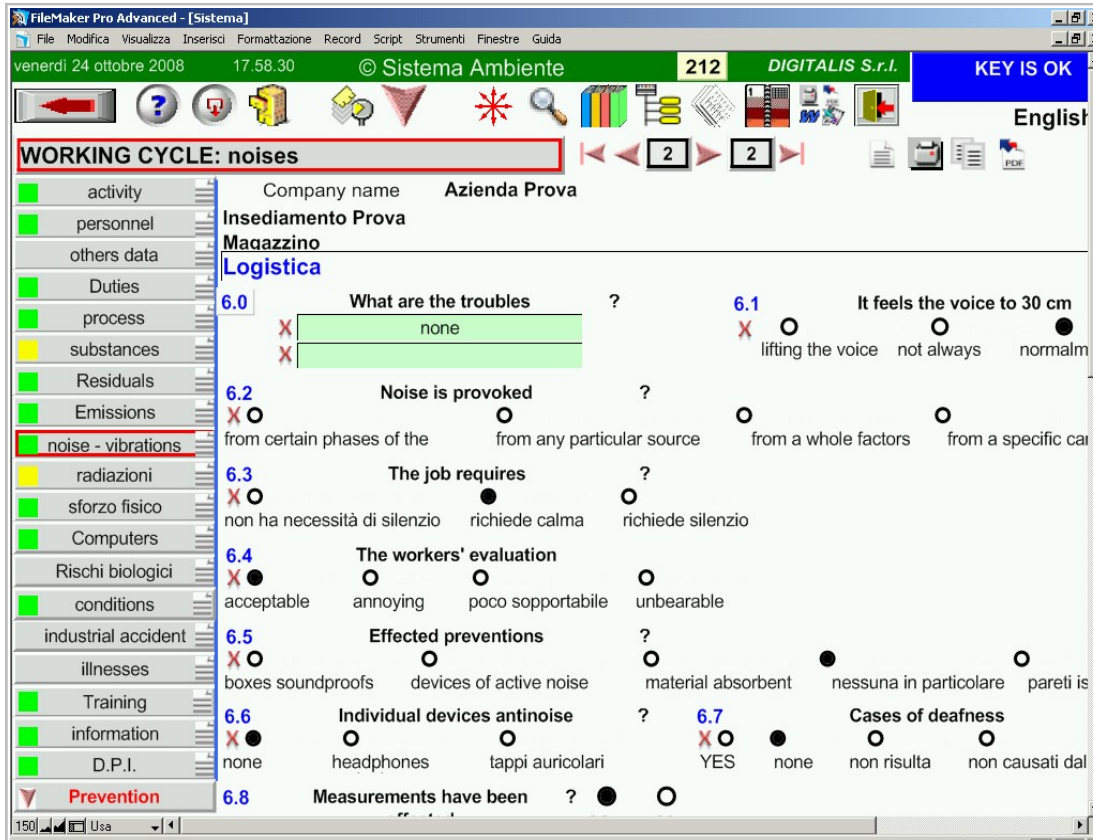 FileMaker Pro Advanced - [Sistema]
File Modifica Visualizza Inserisci Formattazione Record Script Strumenti Finestre Guida
venerdì 24 ottobre 2008 17.58.30 © Sistema Ambiente 212 DIGITALIS S.r.l. KEY IS OK
English
WORKING CYCLE: noises 2 2 PDF
activity
personnel
others data
Duties
process
substances
Residuals
Emissions
noise - vibrations
radiazioni
sforzo fisico
Computers
Rischi biologici
conditions
industrial accident
illnesses
Training
information
D.P.I.
Prevention
Company name Azienda Prova
Insediamento Prova
Magazzino
Logistica
6.0 What are the troubles ?
X none
X
6.1 It feels the voice to 30 cm
X
lifting the voice not always normalm
6.2 Noise is provoked ?
X
from certain phases of the from any particular source from a whole factors from a specific car
6.3 The job requires ?
X
non ha necessità di silenzio richiede calma richiede silenzio
6.4 The workers' evaluation
X
acceptable annoying poco sopportabile unbearable
6.5 Effected preventions ?
X
boxes soundproofs devices of active noise material absorbent nessuna in particolare pareti is
6.6 Individual devices antinoise ?
X
none headphones tappi auricolari
6.7 Cases of deafness
X
YES none non risulta non causati dal
6.8 Measurements have been ?
150 Usa